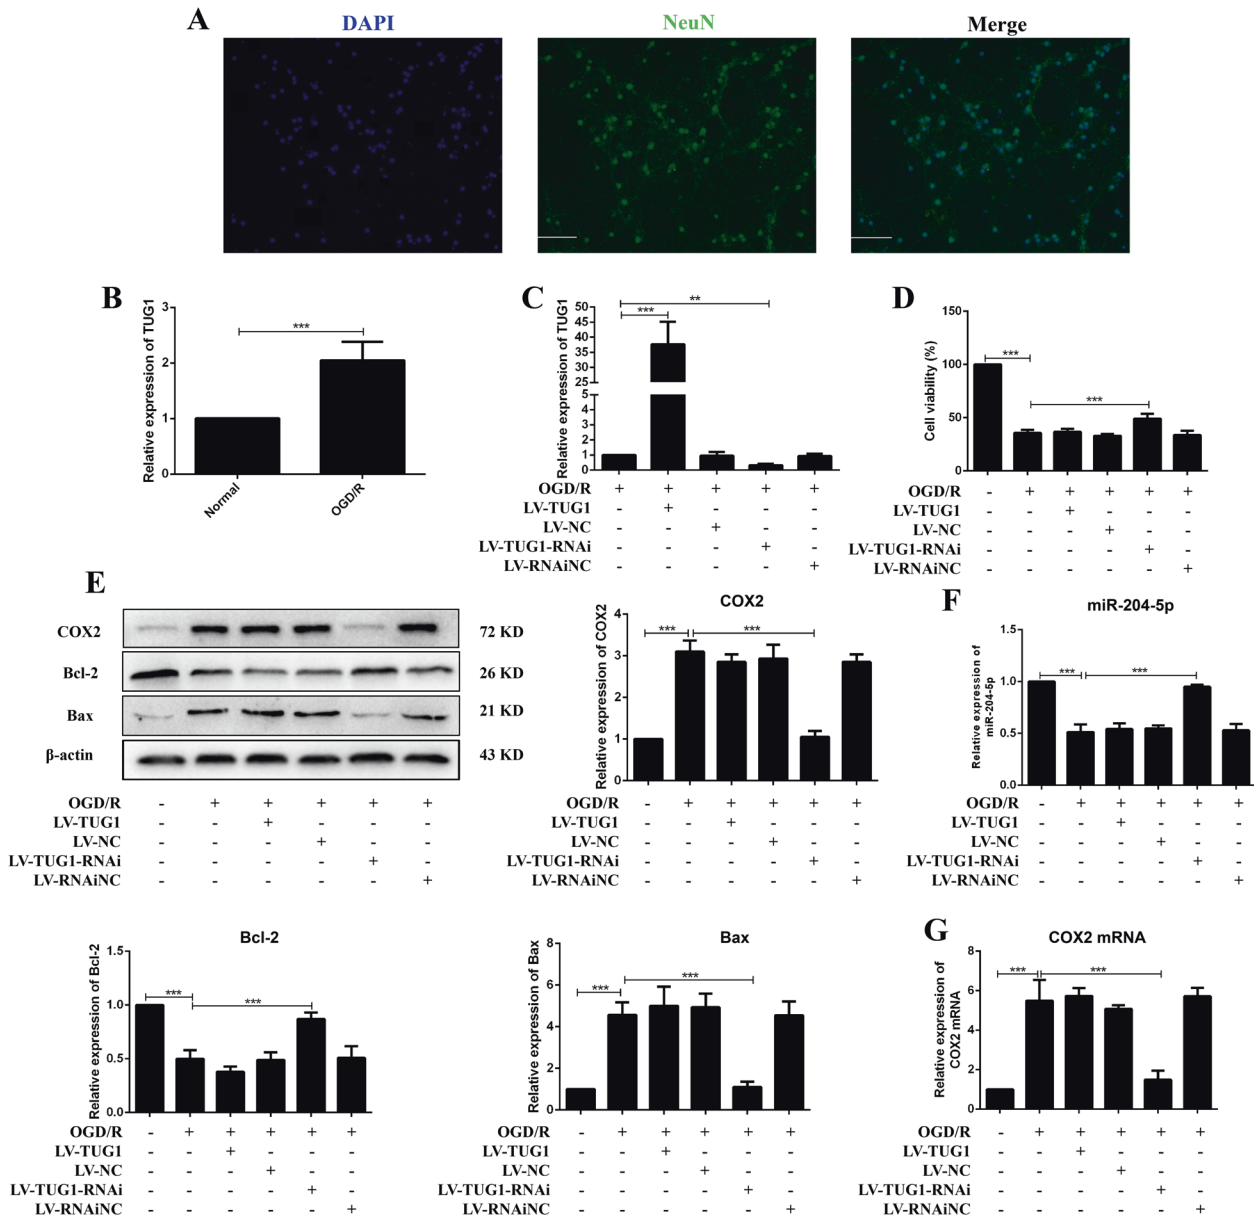 A
DAPI NeuN Merge
B
Relative expression of TUG1
3
2
1
0
***
Normal OGD/R
C
Relative expression of TUG1
50
45
40
35
30
25
5
4
3
2
1
0
**
***
OGD/R + + + + +
LV-TUG1 - + - - -
LV-NC - - + - -
LV-TUG1-RNAi - - - + -
LV-RNAiNC - - - - +
D
Cell viability (%)
150
100
50
0
***
***
OGD/R - + + + + +
LV-TUG1 - - + - - -
LV-NC - - - + - -
LV-TUG1-RNAi - - - - + -
LV-RNAiNC - - - - - +
E
COX2 72 KD
Bcl-2 26 KD
Bax 21 KD
β-actin 43 KD
OGD/R - + + + + +
LV-TUG1 - - + - - -
LV-NC - - - + - -
LV-TUG1-RNAi - - - - + -
LV-RNAiNC - - - - - +
COX2
Relative expression of COX2
4
3
2
1
0
*** ***
OGD/R - + + + + +
LV-TUG1 - - + - - -
LV-NC - - - + - -
LV-TUG1-RNAi - - - - + -
LV-RNAiNC - - - - - +
F
miR-204-5p
Relative expression of
miR-204-5p
1.5
1.0
0.5
0.0
*** ***
OGD/R - + + + + +
LV-TUG1 - - + - - -
LV-NC - - - + - -
LV-TUG1-RNAi - - - - + -
LV-RNAiNC - - - - - +
Bcl-2
Relative expression of Bcl-2
1.5
1.0
0.5
0.0
*** ***
OGD/R - + + + + +
LV-TUG1 - - + - - -
LV-NC - - - + - -
LV-TUG1-RNAi - - - - + -
LV-RNAiNC - - - - - +
Bax
Relative expression of Bax
8
6
4
2
0
*** ***
OGD/R - + + + + +
LV-TUG1 - - + - - -
LV-NC - - - + - -
LV-TUG1-RNAi - - - - + -
LV-RNAiNC - - - - - +
G
COX2 mRNA
Relative expression of
COX2 mRNA
8
6
4
2
0
*** ***
OGD/R - + + + + +
LV-TUG1 - - + - - -
LV-NC - - - + - -
LV-TUG1-RNAi - - - - + -
LV-RNAiNC - - - - - +